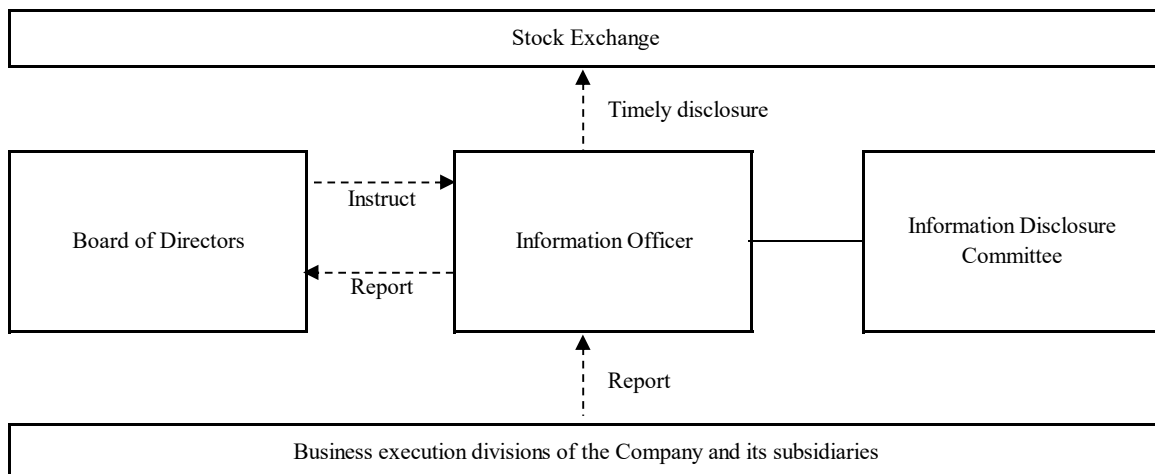 Stock Exchange
Timely disclosure
Instruct
Board of Directors
Information Officer
Information Disclosure
Committee
Report
Report
Business execution divisions of the Company and its subsidiaries